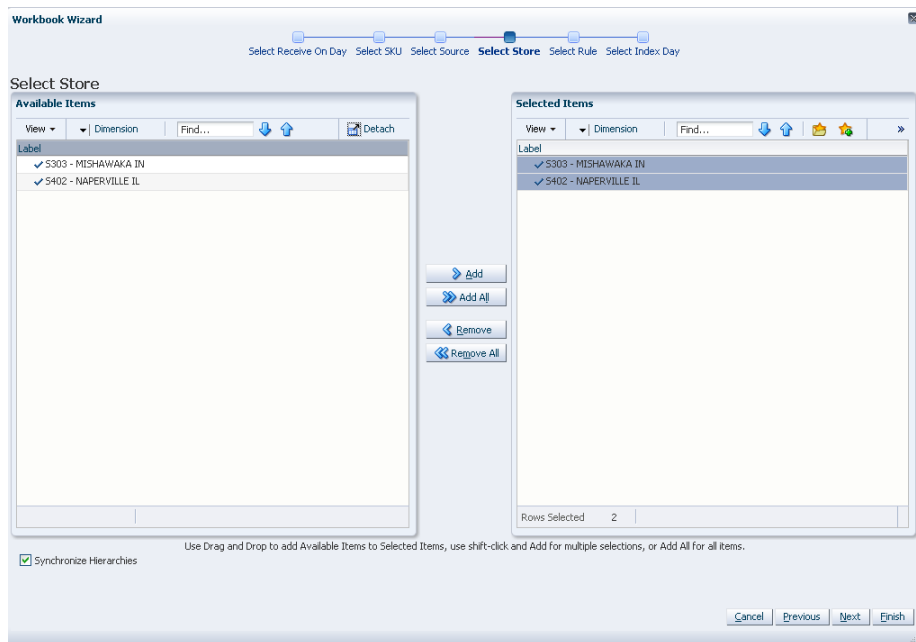 Workbook Wizard
Select Receive On Day Select SKU Select Source Select Store Select Rule Select Index Day
Select Store
Available Items
View Dimension Find... Detach
Label
S303 - MISHAWAKA IN
S402 - NAPERVILLE IL
Add
Add All
Remove
Remove All
Selected Items
View Dimension Find... »
Label
S303 - MISHAWAKA IN
S402 - NAPERVILLE IL
Rows Selected 2
Use Drag and Drop to add Available Items to Selected Items, use shift-click and Add for multiple selections, or Add All for all items.
Synchronize Hierarchies
Cancel Previous Next Finish